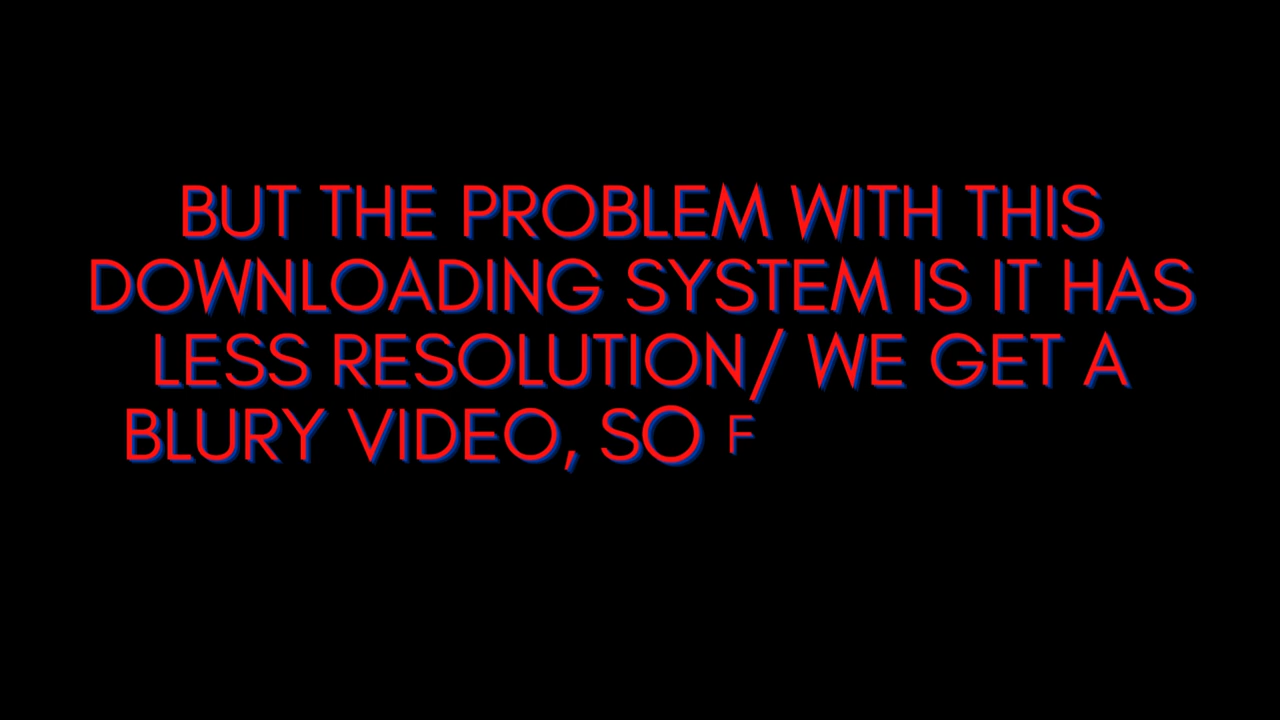 BUT THE PROBLEM WITH THIS
DOWNLOADING SYSTEM IS IT HAS
LESS RESOLUTION/ WE GET A
BLURY VIDEO, SO F